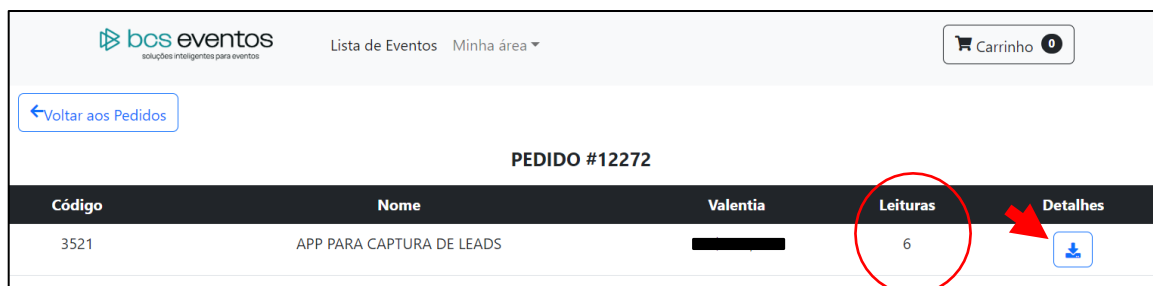 bcs eventos
soluções inteligentes para eventos
Lista de Eventos Minha área
Carrinho 0
Voltar aos Pedidos
PEDIDO #12272
Código Nome Valentia Leituras Detalhes
3521 APP PARA CAPTURA DE LEADS 6